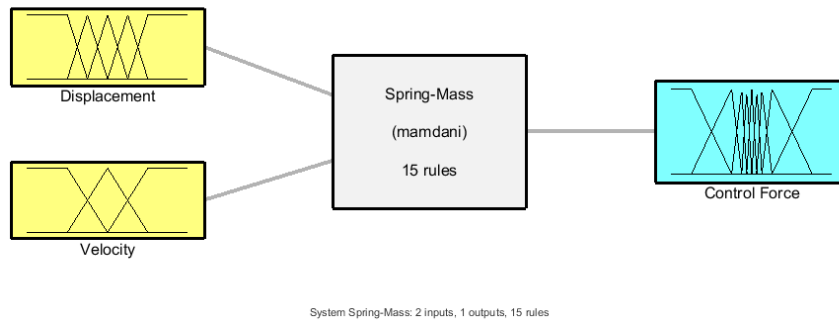 Displacement
Spring-Mass
(mamdani)
15 rules
Control Force
Velocity
System Spring-Mass: 2 inputs, 1 outputs, 15 rules